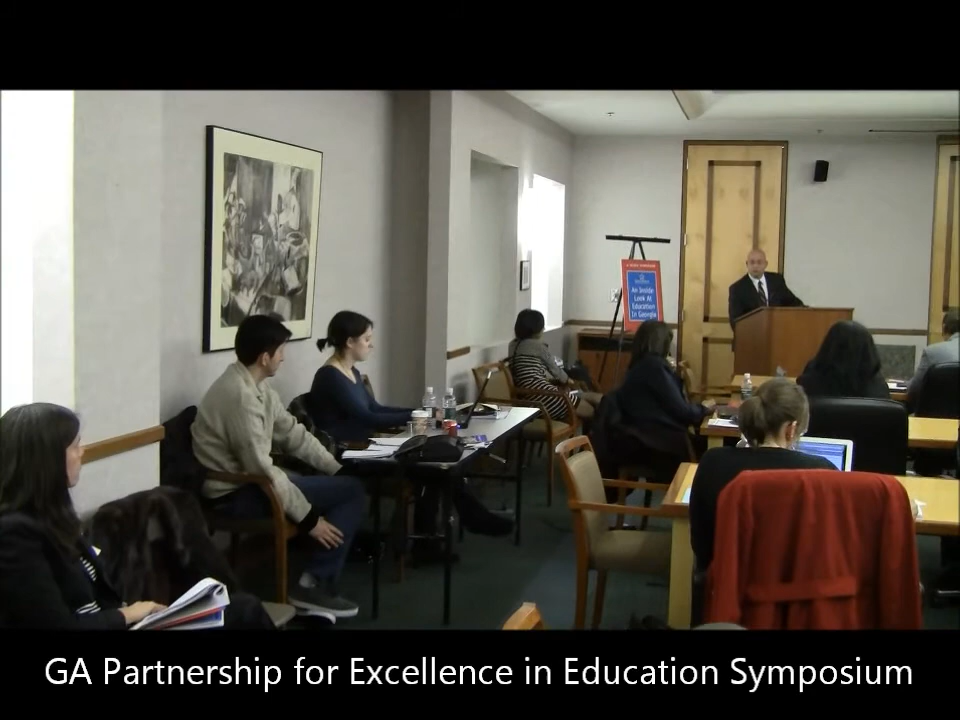 An Inside
Look At
Education
In Georgia
GA Partnership for Excellence in Education Symposium